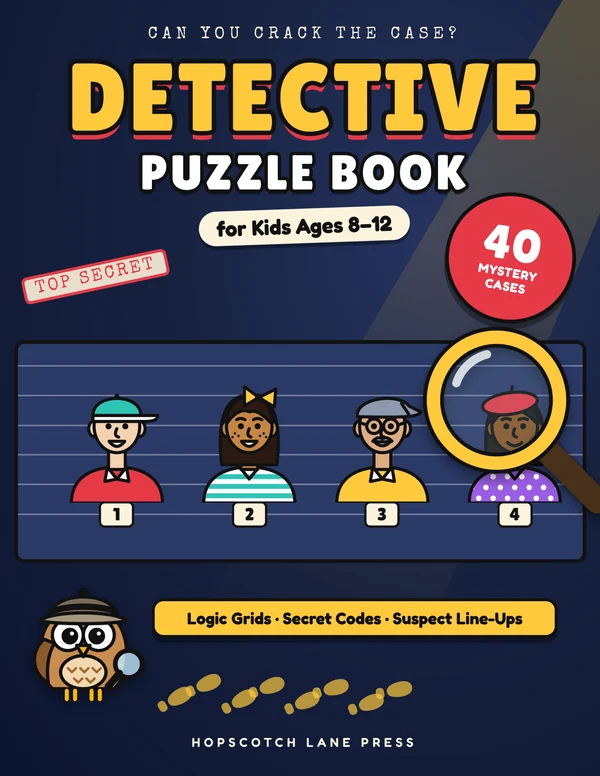 CAN YOU CRACK THE CASE?
DETECTIVE
PUZZLE BOOK
for Kids Ages 8–12
TOP SECRET
40
MYSTERY
CASES
1
2
3
4
Logic Grids · Secret Codes · Suspect Line-Ups
HOPSCOTCH LANE PRESS